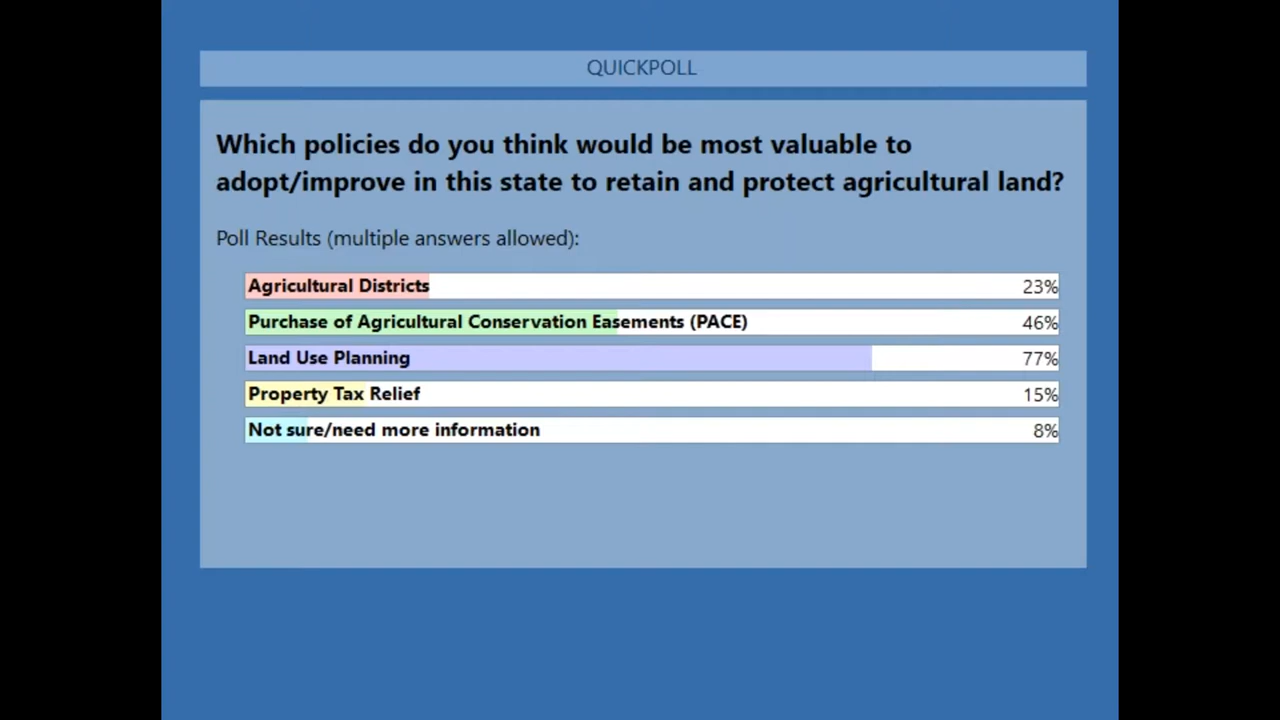 QUICKPOLL
Which policies do you think would be most valuable to
adopt/improve in this state to retain and protect agricultural land?
Poll Results (multiple answers allowed):
Agricultural Districts 23%
Purchase of Agricultural Conservation Easements (PACE) 46%
Land Use Planning 77%
Property Tax Relief 15%
Not sure/need more information 8%